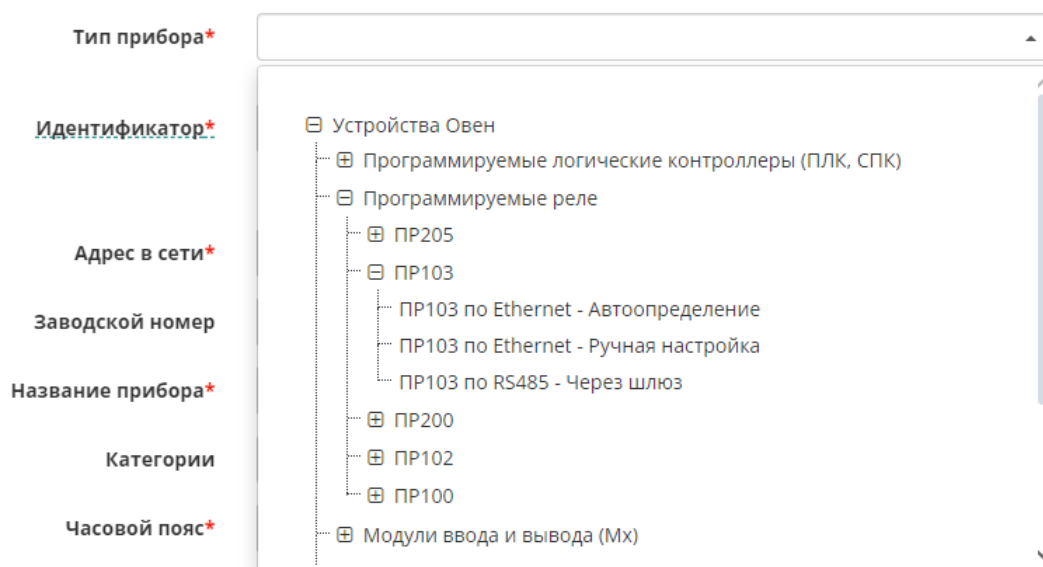 Тип прибора*
Идентификатор*
Устройства Овен
Программируемые логические контроллеры (ПЛК, СПК)
Программируемые реле
ПР205
Адрес в сети*
ПР103
ПР103 по Ethernet - Автоопределение
Заводской номер
ПР103 по Ethernet - Ручная настройка
ПР103 по RS485 - Через шлюз
Название прибора*
ПР200
Категории
ПР102
ПР100
Часовой пояс*
Модули ввода и вывода (Мх)